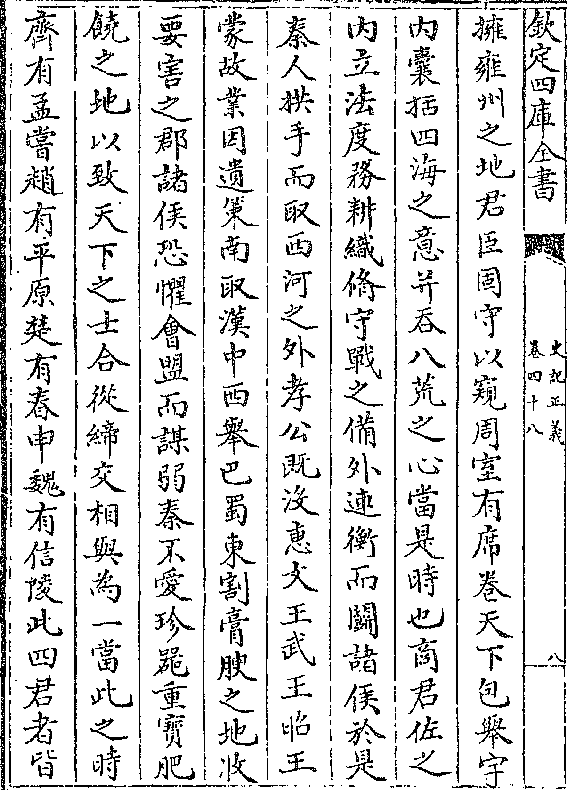 欽定四庫全書
史記正義
卷四十八
八
擁雍州之地君臣固守以窺周室有席卷天下包舉宇
內囊括四海之意并吞八荒之心當是時也商君佐之
內立法度務耕織脩守戰之備外連衡而鬭諸侯於是
秦人拱手而取西河之外孝公既沒惠文王武王昭王
蒙故業因遺策南取漢中西舉巴蜀東割膏腴之地收
要害之郡諸侯恐懼會盟而謀弱秦不愛珍器重寶肥
饒之地以致天下之士合從締交相與為一當此之時
齊有孟嘗趙有平原楚有春申魏有信陵此四君者皆